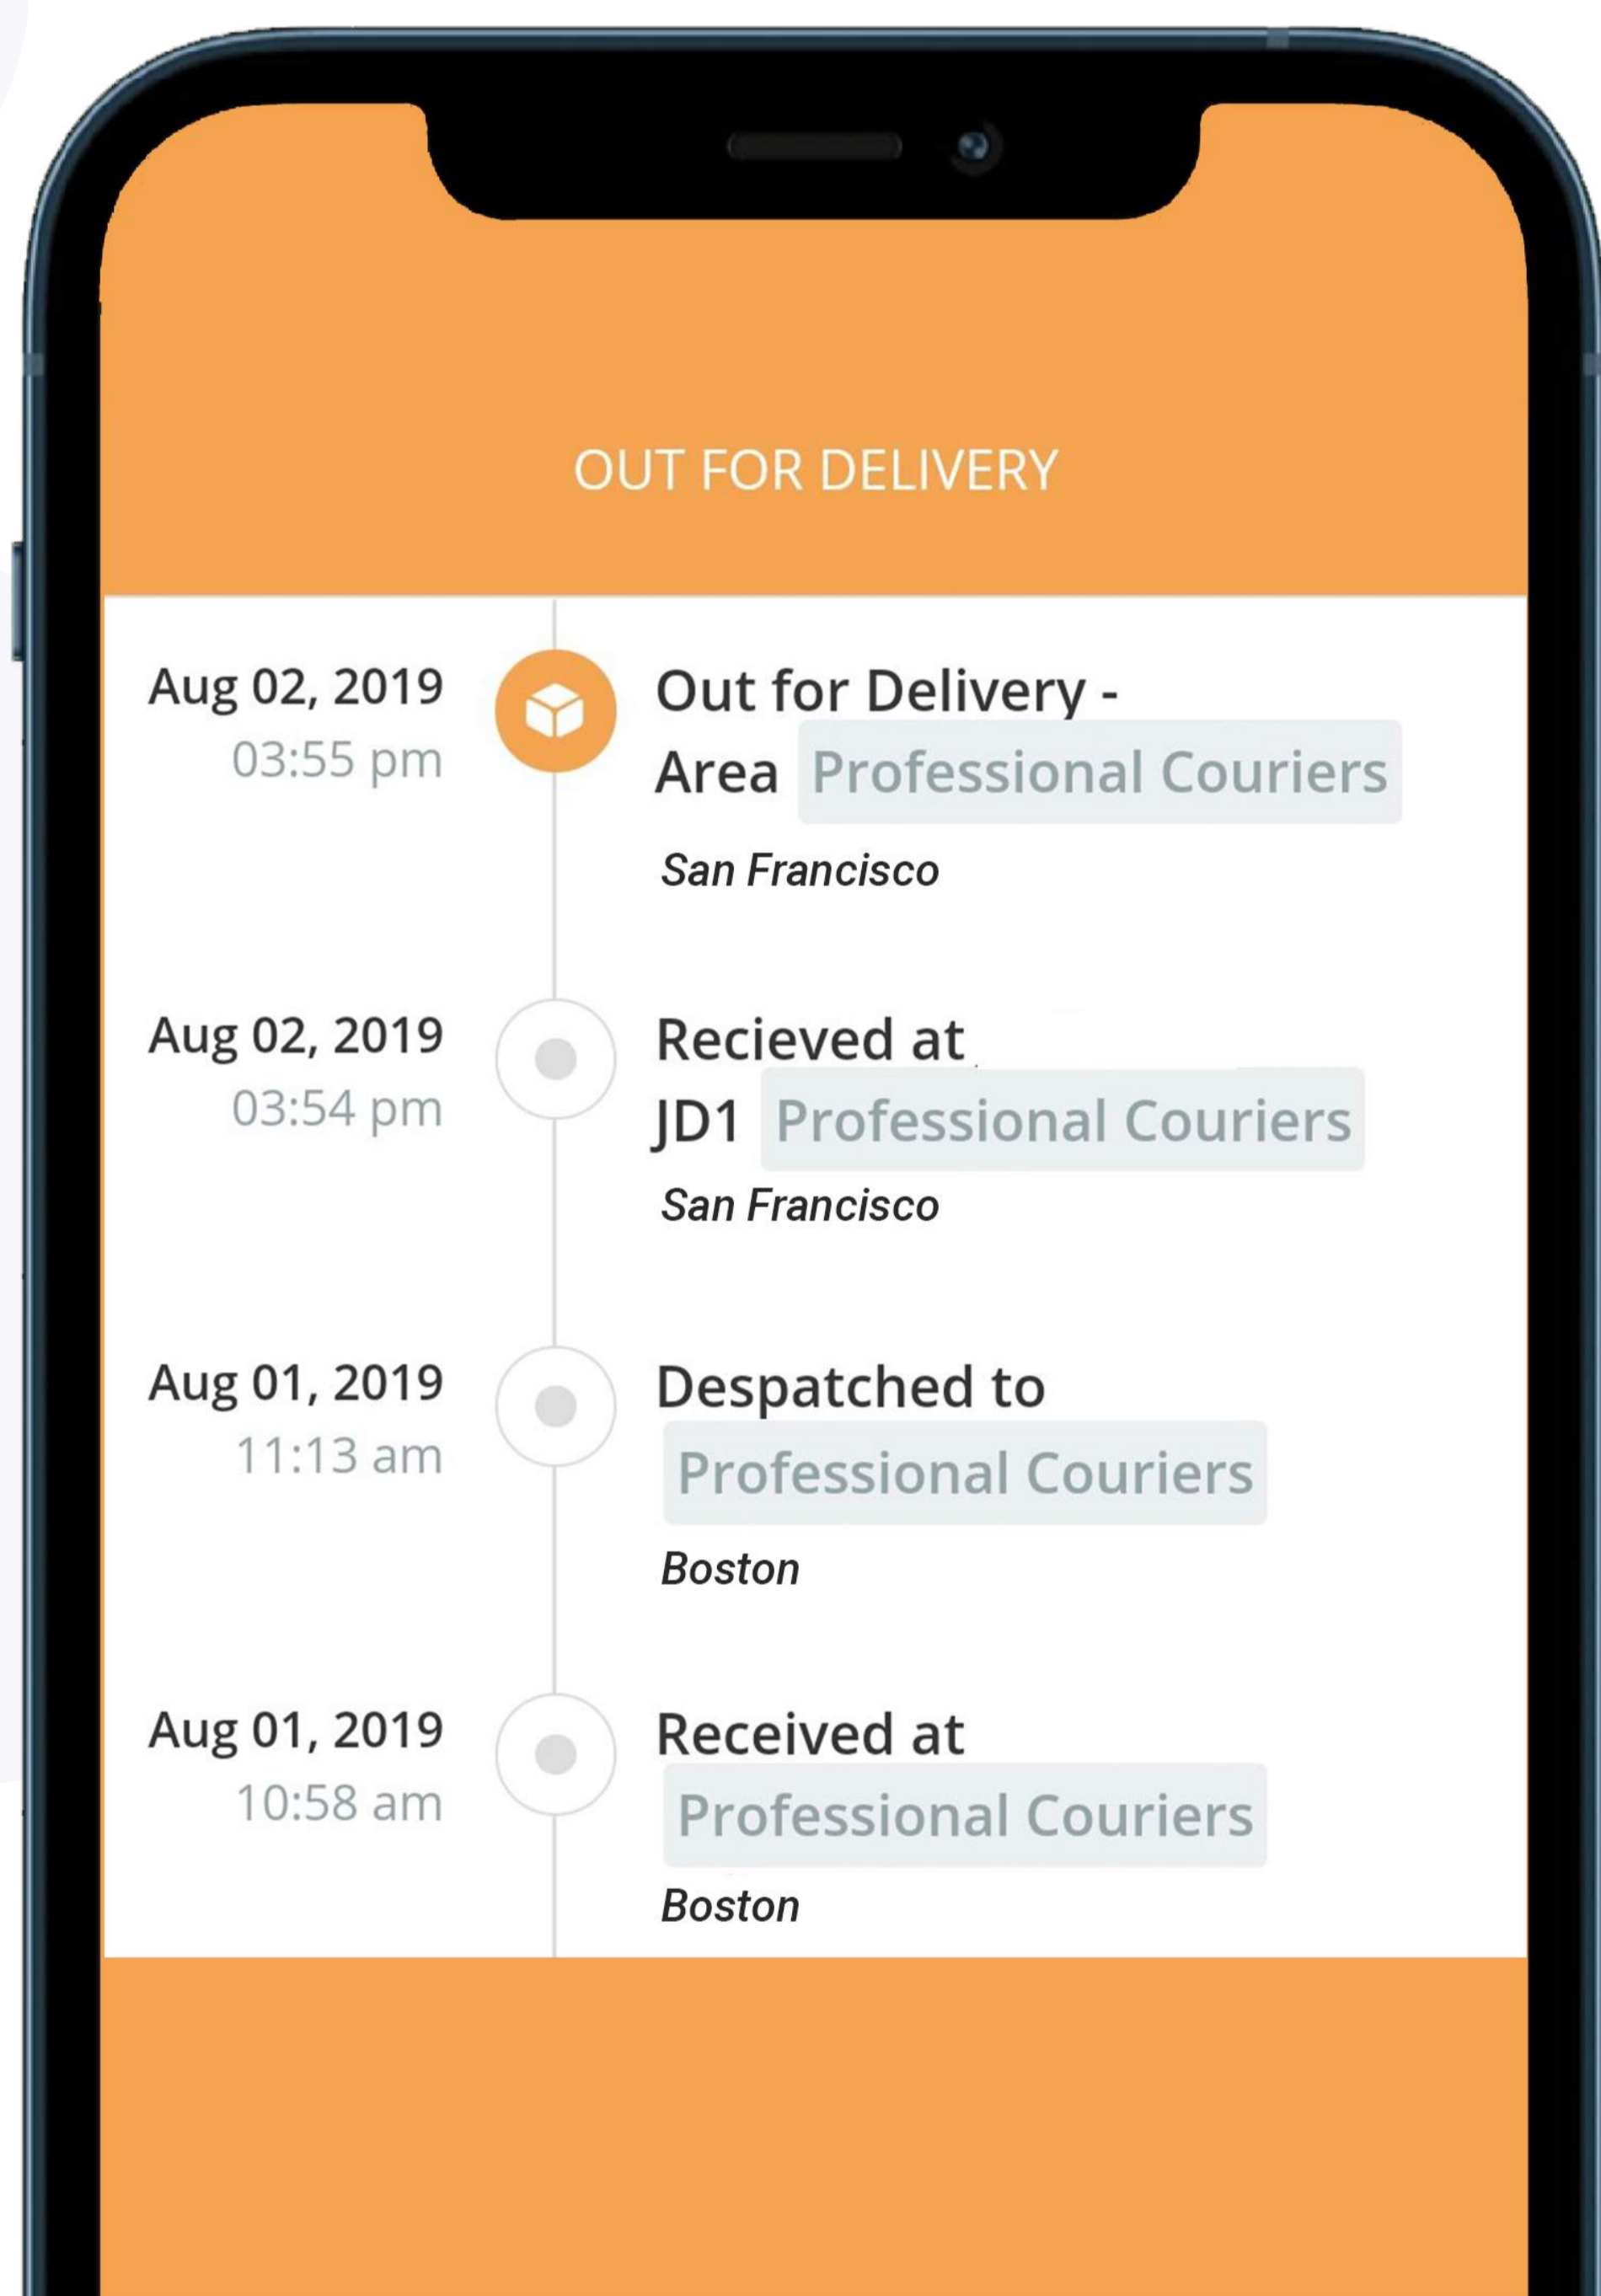 OUT FOR DELIVERY
Aug 02, 2019
03:55 pm
Out for Delivery -
Area Professional Couriers
San Francisco
Aug 02, 2019
03:54 pm
Recieved at
JD1 Professional Couriers
San Francisco
Aug 01, 2019
11:13 am
Despatched to
Professional Couriers
Boston
Aug 01, 2019
10:58 am
Received at
Professional Couriers
Boston